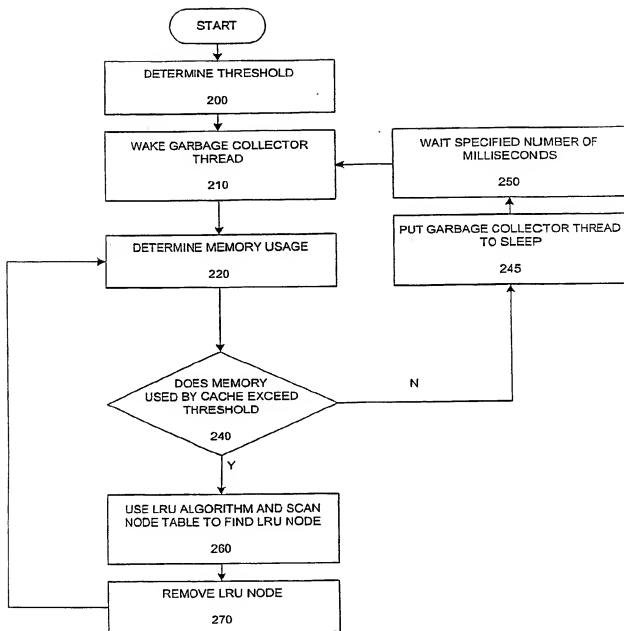 START
DETERMINE THRESHOLD
200
WAKE GARBAGE COLLECTOR
THREAD
210
WAIT SPECIFIED NUMBER OF
MILLISECONDS
250
DETERMINE MEMORY USAGE
220
PUT GARBAGE COLLECTOR THREAD
TO SLEEP
245
DOES MEMORY
USED BY CACHE EXCEED
THRESHOLD
240
N
Y
USE LRU ALGORITHM AND SCAN
NODE TABLE TO FIND LRU NODE
260
REMOVE LRU NODE
270